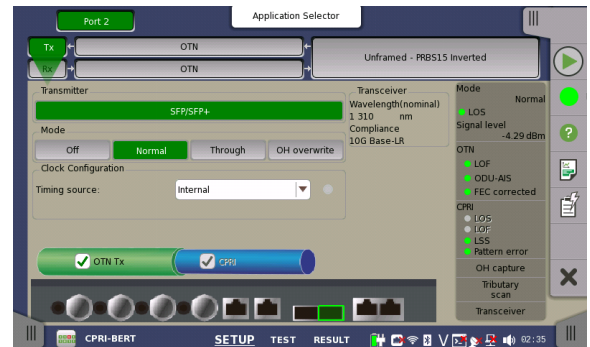 Port 2
Application Selector
Tx
OTN
Rx
OTN
Unframed - PRBS15 Inverted
Transmitter
SFP/SFP+
Mode
Off
Normal
Through
OH overwrite
Clock Configuration
Timing source:
Internal
Transceiver
Wavelength(nominal)
1 310 nm
Compliance
10G Base-LR
Mode
Normal
LOS
Signal level
-4.29 dBm
OTN
LOF
ODU-AIS
FEC corrected
CPRI
LOS
LOF
LSS
Pattern error
OH capture
Tributary
scan
Transceiver
OTN Tx
CPRI
CPRI-BERT
SETUP
TEST
RESULT
02:35